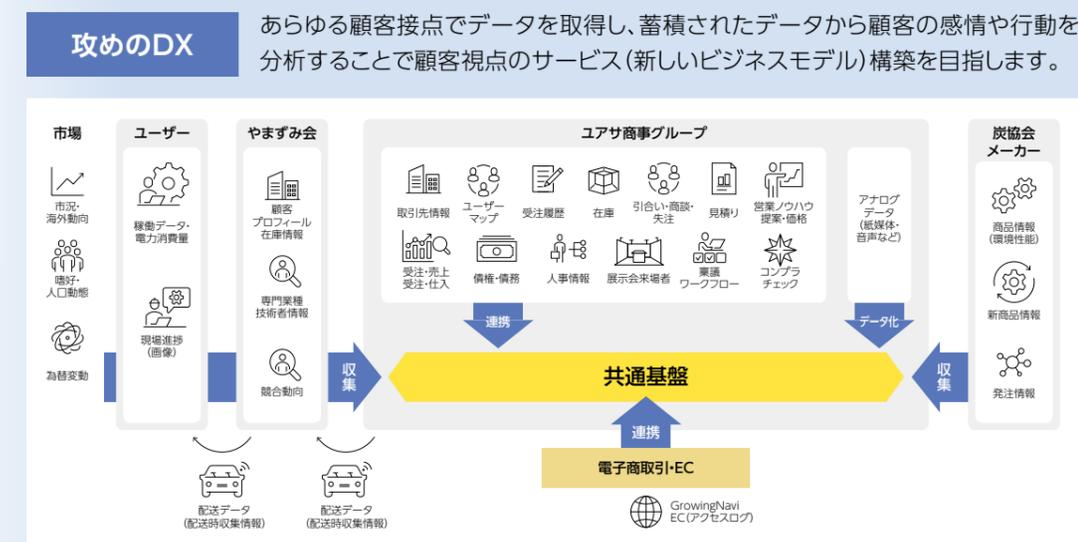 攻めのDX
あらゆる顧客接点でデータを取得し、蓄積されたデータから顧客の感情や行動を
分析することで顧客視点のサービス（新しいビジネスモデル）構築を目指します。
市場
市況・
海外動向
嗜好・
人口動態
為替変動
ユーザー
稼働データ・
電力消費量
現場進捗
（画像）
やまずみ会
顧客
プロフィール
在庫情報
専門業種
技術者情報
競合動向
収集
ユアサ商事グループ
取引先情報
ユーザー
マップ
受注履歴
在庫
引合い・商談・
失注
見積り
営業ノウハウ
提案・価格
受注・売上
受注・仕入
債権・債務
人事情報
展示会来場者
稟議
ワークフロー
コンプラ
チェック
アナログ
データ
（紙媒体・
音声など）
連携
データ化
共通基盤
連携
電子商取引・EC
GrowingNavi
EC（アクセスログ）
収集
炭協会
メーカー
商品情報
（環境性能）
新商品情報
発注情報
配送データ
（配送時収集情報）
配送データ
（配送時収集情報）